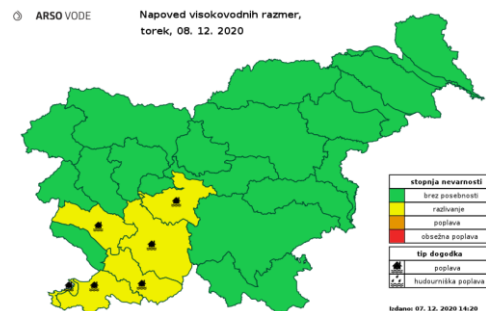 ARSO VODE
Napoved visokovodnih razmer,
torek, 08. 12. 2020
stopnja nevarnosti
brez posebnosti
razlivanje
poplava
obsežna poplava
tip dogodka
poplava
hudourniška poplava
Izdano: 07. 12. 2020 14:20